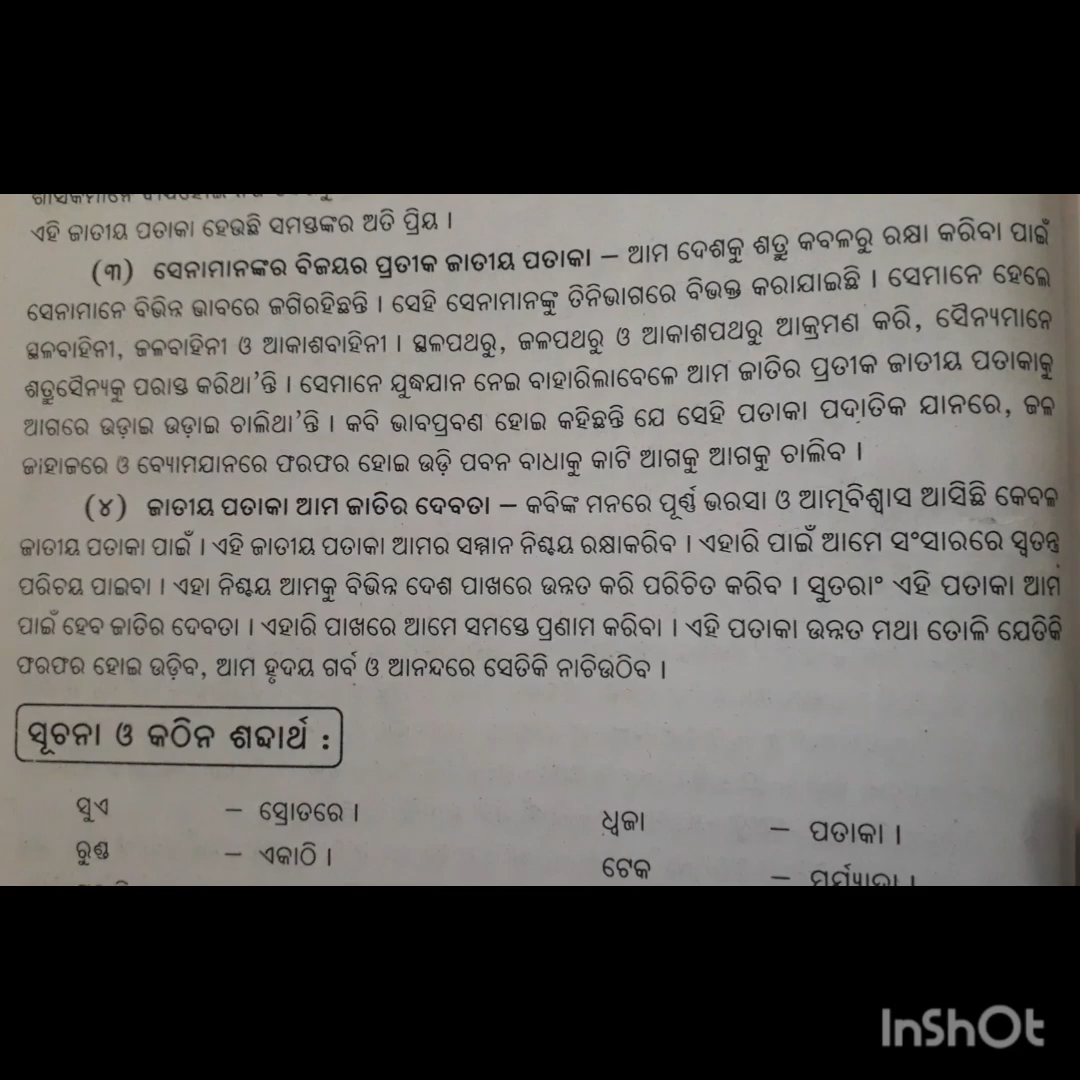 ଏହି ଜାତୀୟ ପତାକା ହେଉଛି ସମସ୍ତଙ୍କର ଅତି ପ୍ରିୟ ।
(୩) ସେନାମାନଙ୍କର ବିଜୟର ପ୍ରତୀକ ଜାତୀୟ ପତାକା – ଆମ ଦେଶକୁ ଶତ୍ରୁ କବଳରୁ ରକ୍ଷା କରିବା ପାଇଁ
ସେନାମାନେ ବିଭିନ୍ନ ଭାବରେ ଜଗିରହିଛନ୍ତି । ସେହି ସେନାମାନଙ୍କୁ ତିନିଭାଗରେ ବିଭକ୍ତ କରାଯାଇଛି । ସେମାନେ ହେଲେ
ସ୍ଥଳବାହିନୀ, ଜଳବାହିନୀ ଓ ଆକାଶବାହିନୀ । ସ୍ଥଳପଥରୁ, ଜଳପଥରୁ ଓ ଆକାଶପଥରୁ ଆକ୍ରମଣ କରି, ସୈନ୍ୟମାନେ
ଶତ୍ରୁସୈନ୍ୟକୁ ପରାସ୍ତ କରିଥା'ନ୍ତି । ସେମାନେ ଯୁଦ୍ଧଯାନ ନେଇ ବାହାରିଲାବେଳେ ଆମ ଜାତିର ପ୍ରତୀକ ଜାତୀୟ ପତାକାକୁ
ଆଗରେ ଉଡ଼ାଇ ଉଡ଼ାଇ ଚାଲିଥା'ନ୍ତି । କବି ଭାବପ୍ରବଣ ହୋଇ କହିଛନ୍ତି ଯେ ସେହି ପତାକା ପଦାତିକ ଯାନରେ, ଜଳ
ଜାହାଜରେ ଓ ବ୍ୟୋମଯାନରେ ଫରଫର ହୋଇ ଉଡ଼ି ପବନ ବାଧାକୁ କାଟି ଆଗକୁ ଆଗକୁ ଚାଲିବ ।
(୪) ଜାତୀୟ ପତାକା ଆମ ଜାତିର ଦେବତା – କବିଙ୍କ ମନରେ ପୂର୍ଣ୍ଣ ଭରସା ଓ ଆତ୍ମବିଶ୍ୱାସ ଆସିଛି କେବଳ
ଜାତୀୟ ପତାକା ପାଇଁ । ଏହି ଜାତୀୟ ପତାକା ଆମର ସମ୍ମାନ ନିଶ୍ଚୟ ରକ୍ଷାକରିବ । ଏହାରି ପାଇଁ ଆମେ ସଂସାରରେ ସ୍ୱତନ୍ତ୍ର
ପରିଚୟ ପାଇବା । ଏହା ନିଶ୍ଚୟ ଆମକୁ ବିଭିନ୍ନ ଦେଶ ପାଖରେ ଉନ୍ନତ କରି ପରିଚିତ କରିବ । ସୁତରାଂ ଏହି ପତାକା ଆମ
ପାଇଁ ହେବ ଜାତିର ଦେବତା । ଏହାରି ପାଖରେ ଆମେ ସମସ୍ତେ ପ୍ରଣାମ କରିବା । ଏହି ପତାକା ଉନ୍ନତ ମଥା ତୋଳି ଯେତିକି
ଫରଫର ହୋଇ ଉଡ଼ିବ, ଆମ ହୃଦୟ ଗର୍ବ ଓ ଆନନ୍ଦରେ ସେତିକି ନାଚିଉଠିବ ।
ସୂଚନା ଓ କଠିନ ଶବ୍ଦାର୍ଥ :
ସୁଏ – ସ୍ରୋତରେ ।
ଧ୍ୱଜା – ପତାକା ।
ରୁଣ୍ଡ – ଏକାଠି ।
ଟେକ –
InShOt